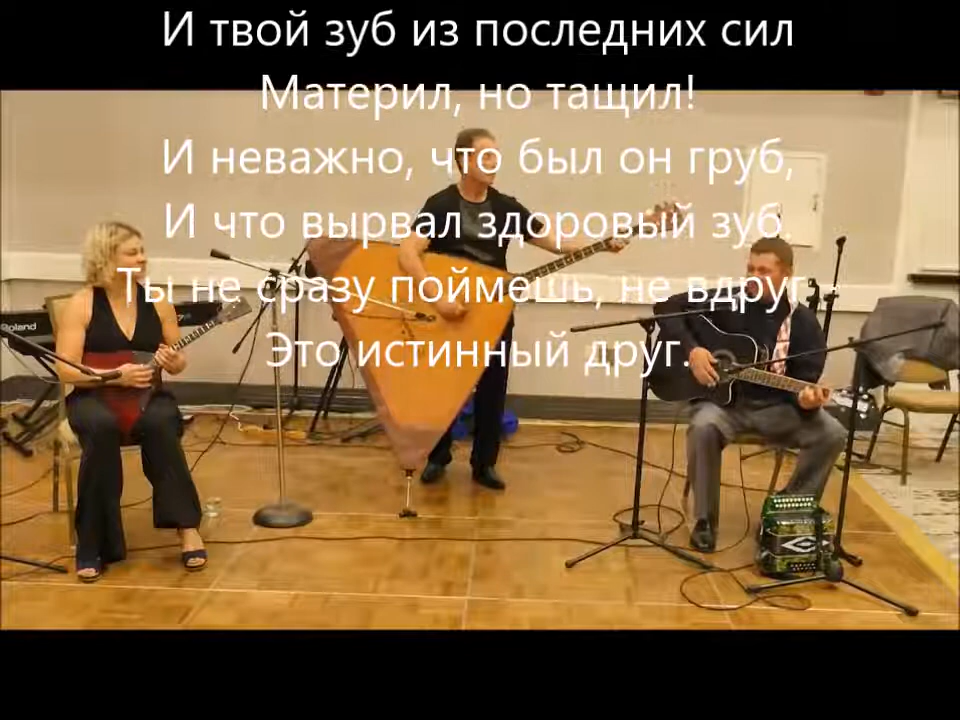 И твой зуб из последних сил
Материл, но тащил!
И неважно, что был он груб,
И что вырвал здоровый зуб.
Ты не сразу поймешь, не вдруг -
Это истинный друг.
Roland